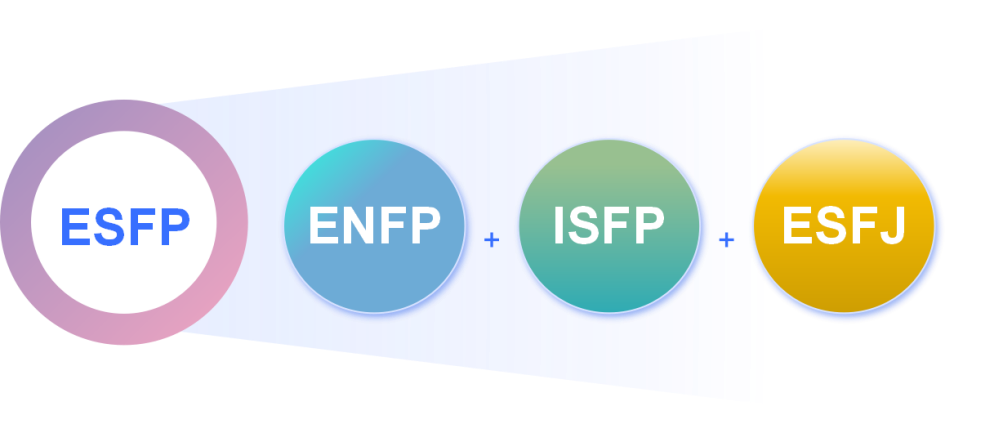 ESFP
ENFP + ISFP + ESFJ